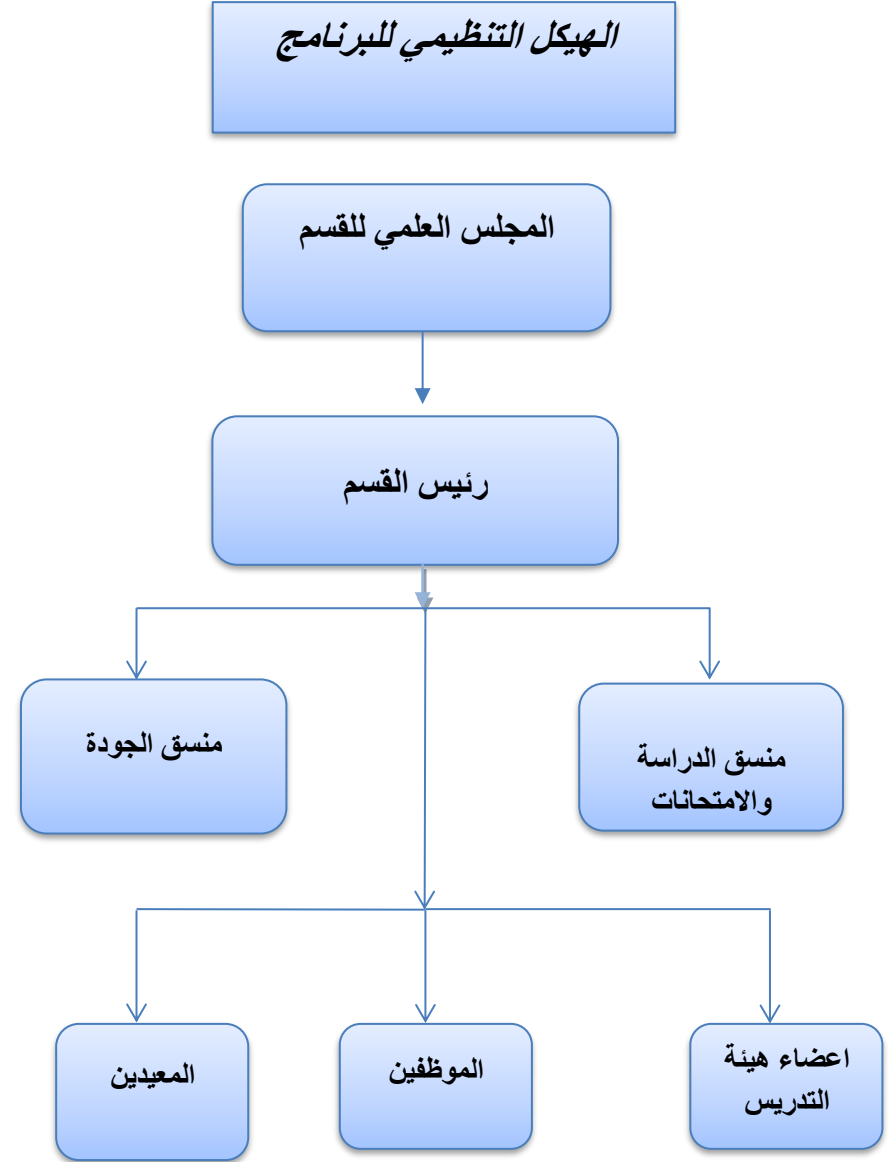 الهيكل التنظيمي للبرنامج
المجلس العلمي للقسم
رئيس القسم
منسق الدراسة
والامتحانات
منسق الجودة
اعضاء هيئة
التدريس
الموظفين
المعيدين